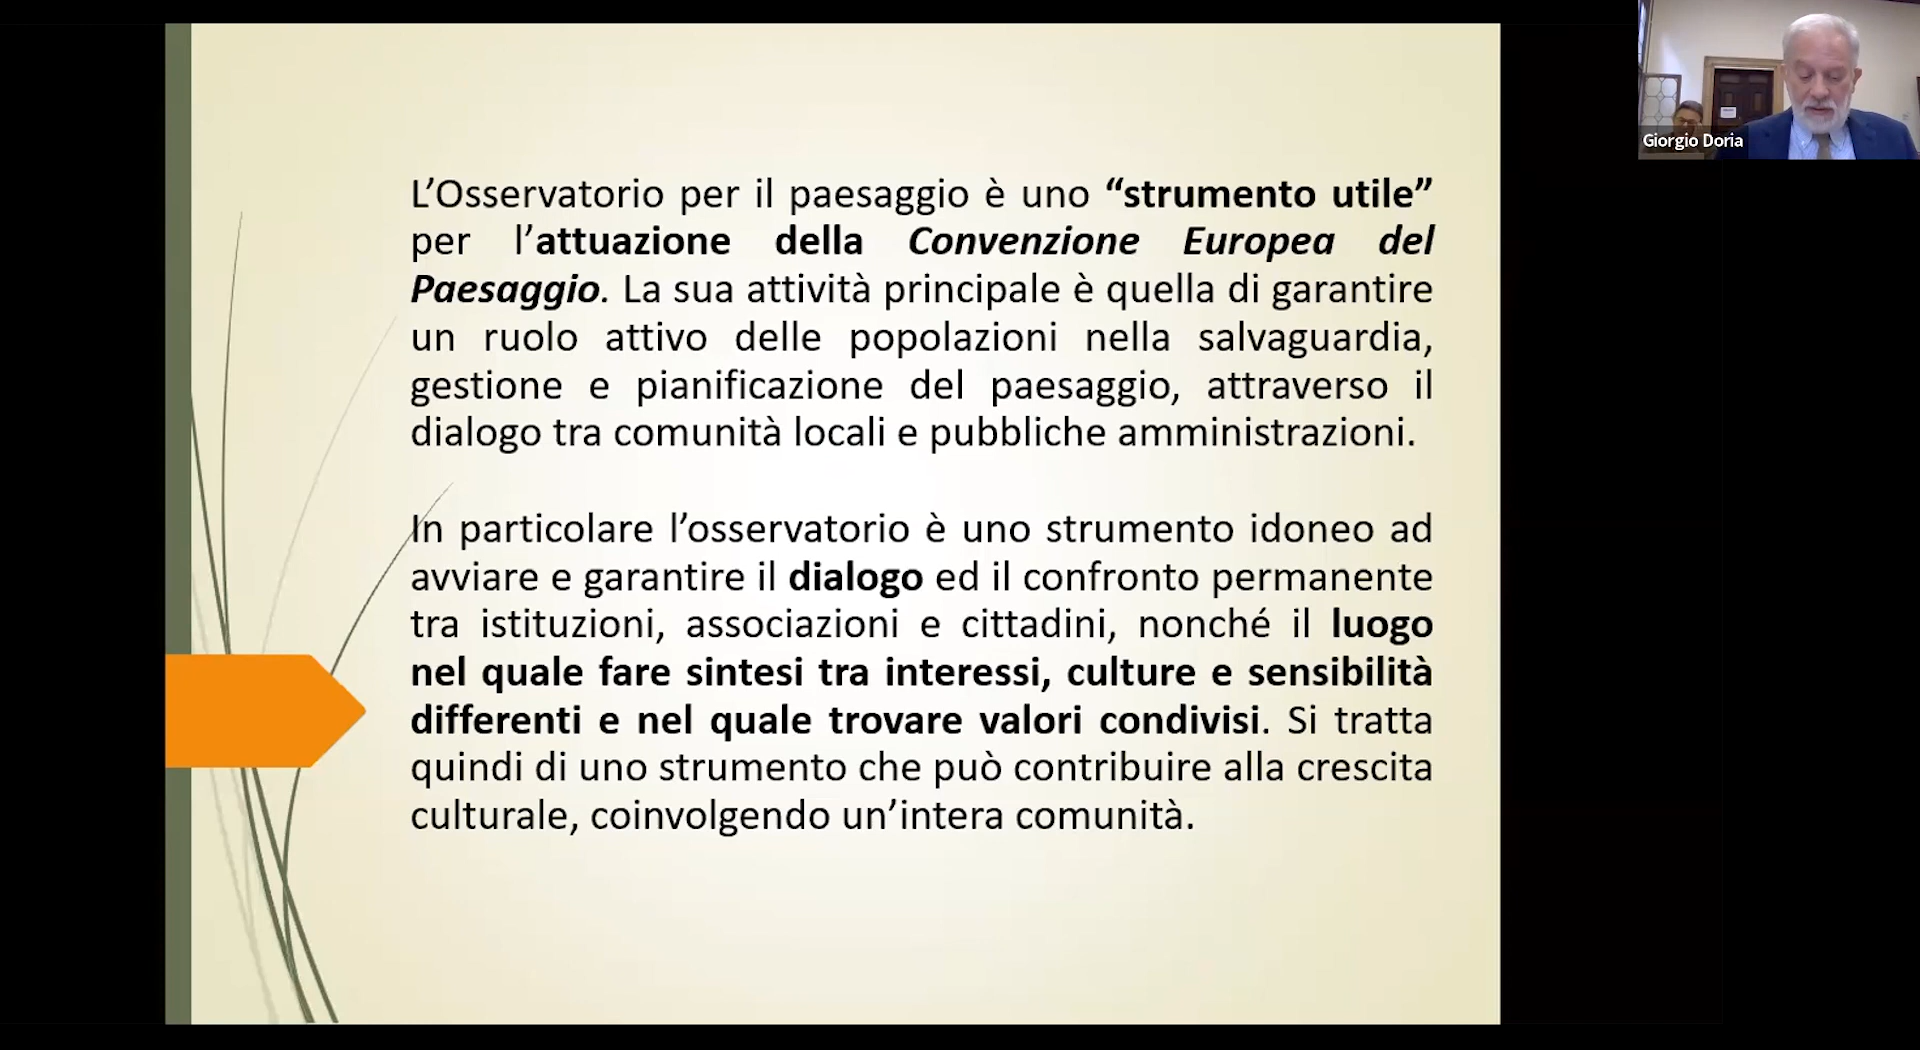 L’Osservatorio per il paesaggio è uno “strumento utile”
per l’attuazione della Convenzione Europea del
Paesaggio. La sua attività principale è quella di garantire
un ruolo attivo delle popolazioni nella salvaguardia,
gestione e pianificazione del paesaggio, attraverso il
dialogo tra comunità locali e pubbliche amministrazioni.
In particolare l’osservatorio è uno strumento idoneo ad
avviare e garantire il dialogo ed il confronto permanente
tra istituzioni, associazioni e cittadini, nonché il luogo
nel quale fare sintesi tra interessi, culture e sensibilità
differenti e nel quale trovare valori condivisi. Si tratta
quindi di uno strumento che può contribuire alla crescita
culturale, coinvolgendo un’intera comunità.
Giorgio Doria